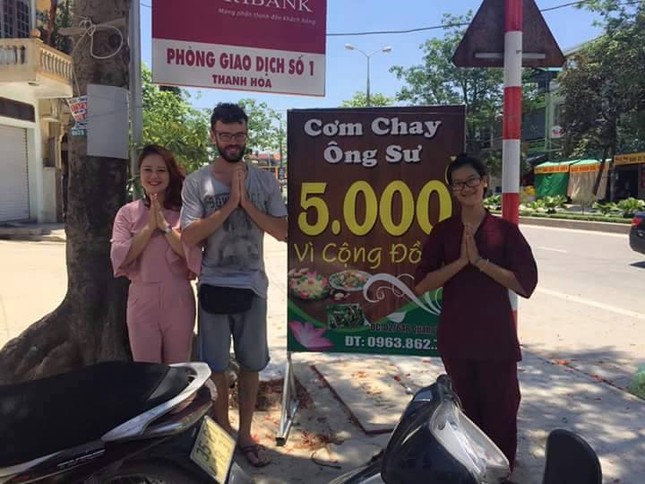 Mang phồn thịnh đến khách hàng
PHÒNG GIAO DỊCH SỐ 1
THANH HÓA
Cơm Chay
Ông Sư
5.000
Vì Cộng Đồ
ĐT: 0963.862.